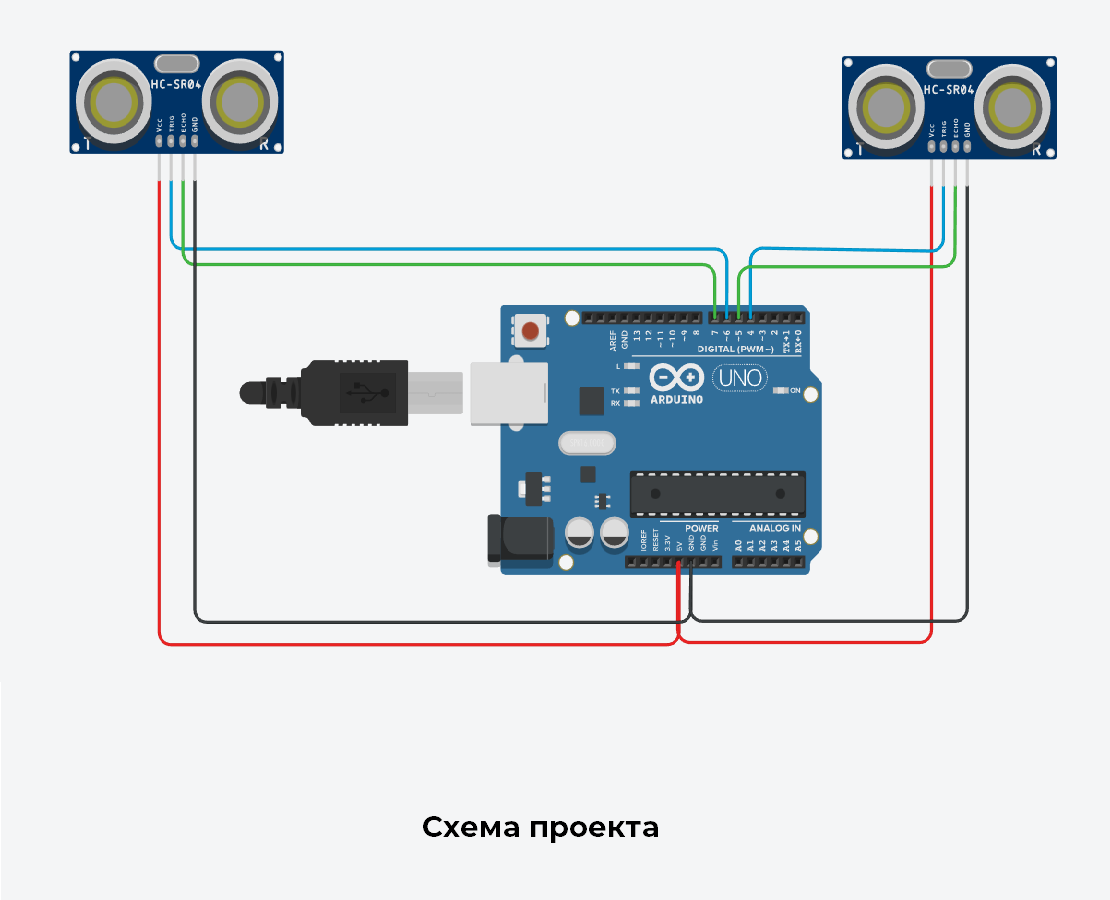 HC-SR04
Vcc
TRIG
ECHO
GND
T
R
HC-SR04
Vcc
TRIG
ECHO
GND
T
R
AREF
GND
13
12
~11
~10
~9
8
7
~6
~5
4
~3
2
TX→1
RX←0
DIGITAL (PWM ~)
L
TX
RX
ARDUINO
UNO
ON
POWER
ANALOG IN
IOREF
RESET
3.3V
5V
GND
GND
Vin
A0
A1
A2
A3
A4
A5
Схема проекта